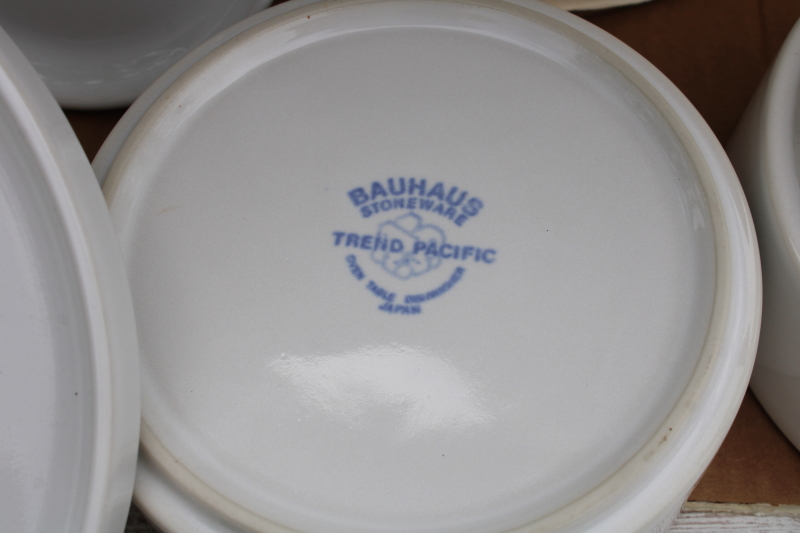 BAUHAUS
STONEWARE
TREND PACIFIC
OVEN TABLE DISHWASHER
JAPAN